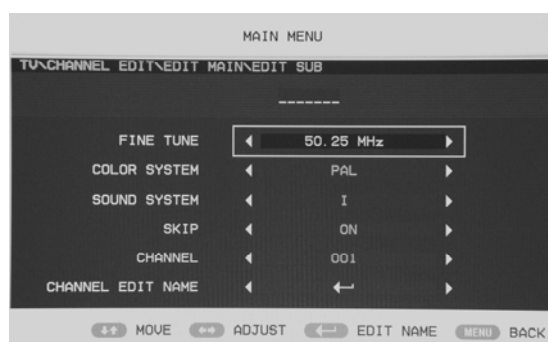 MAIN MENU
TV\CHANNEL EDIT\EDIT MAIN\EDIT SUB
-------
FINE TUNE 50.25 MHz
COLOR SYSTEM PAL
SOUND SYSTEM I
SKIP ON
CHANNEL 001
CHANNEL EDIT NAME
MOVE ADJUST EDIT NAME MENU BACK